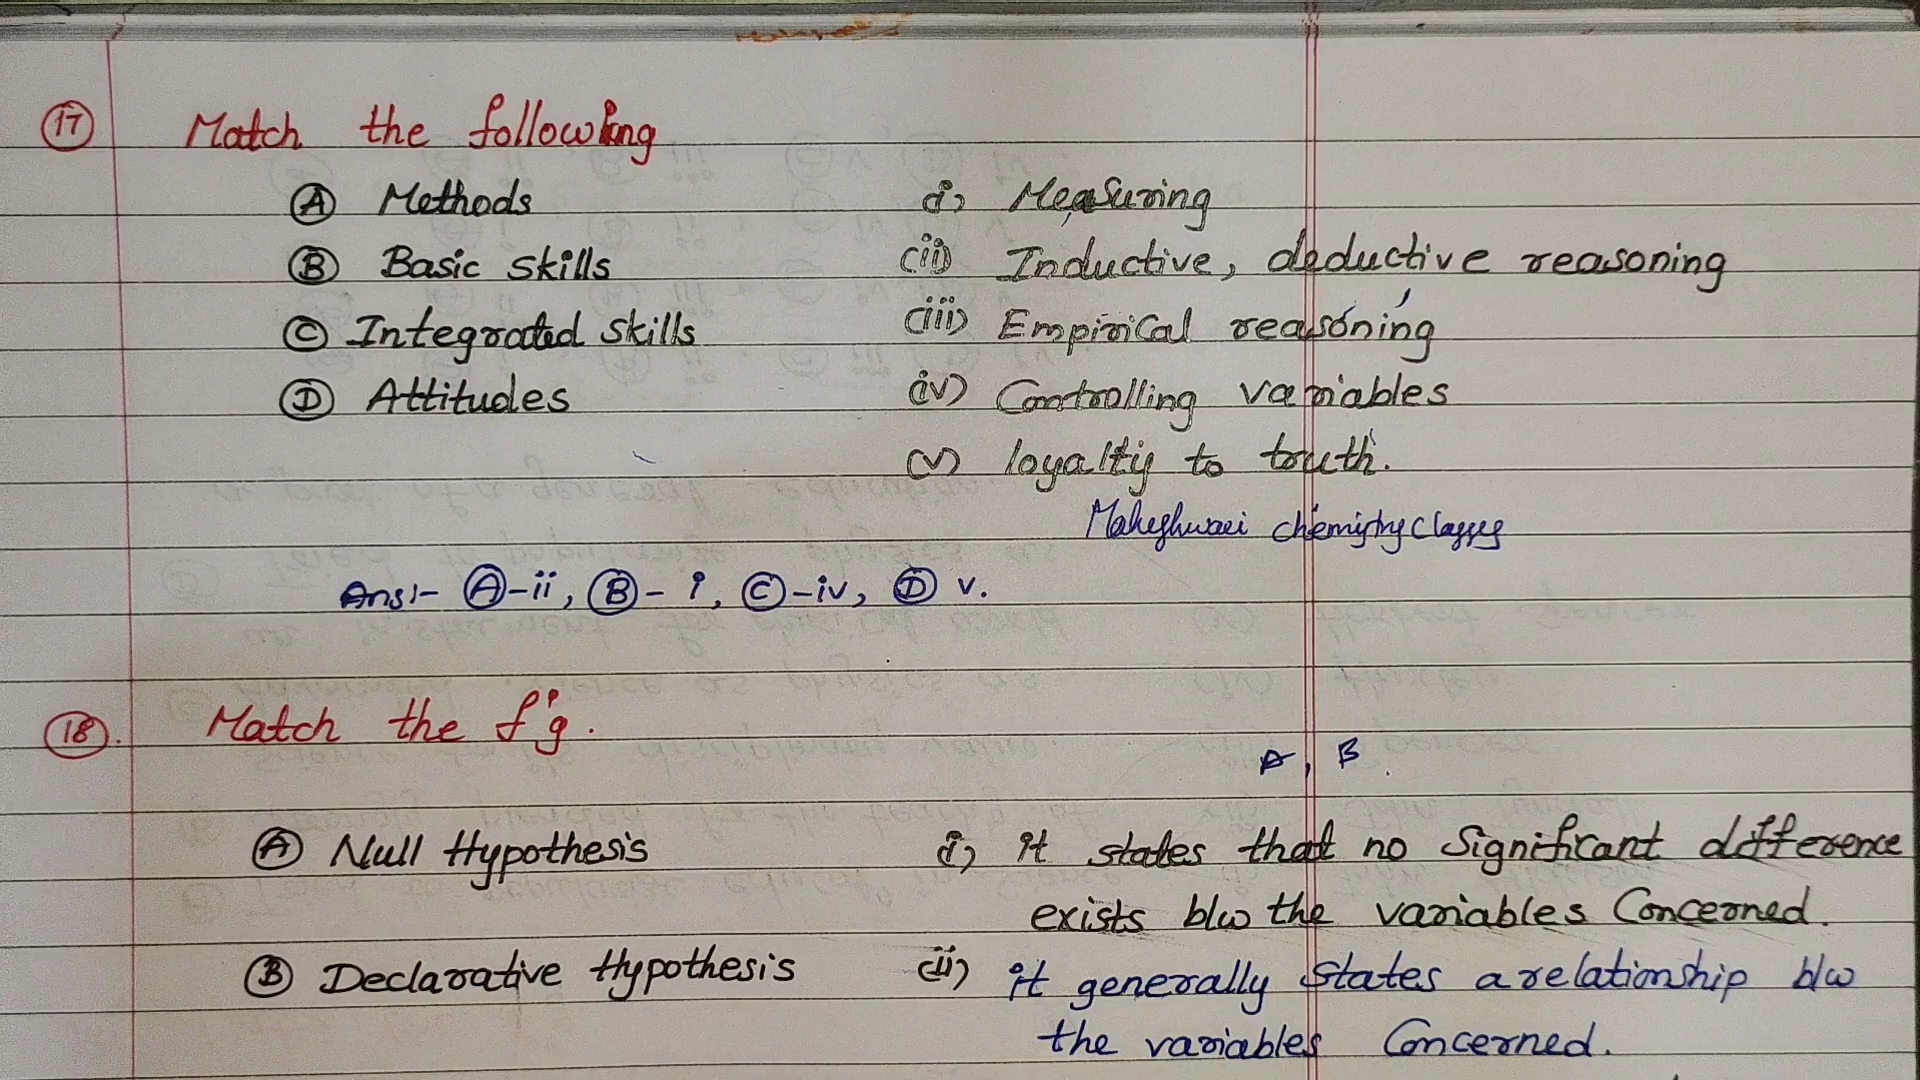 17 Match the following
A Methods i) Measuring
B Basic skills (ii) Inductive, deductive reasoning
C Integrated skills (iii) Empirical reasoning
D Attitudes iv) Controlling variables
(v) loyalty to truth.
Maheshwari chemistry classes
Ans:- A-ii, B-i, C-iv, D v.
18. Match the f'g.
A, B
A Null Hypothesis i) it states that no significant difference
exists b/w the variables Concerned.
B Declarative Hypothesis (ii) it generally states a relationship b/w
the variables Concerned.